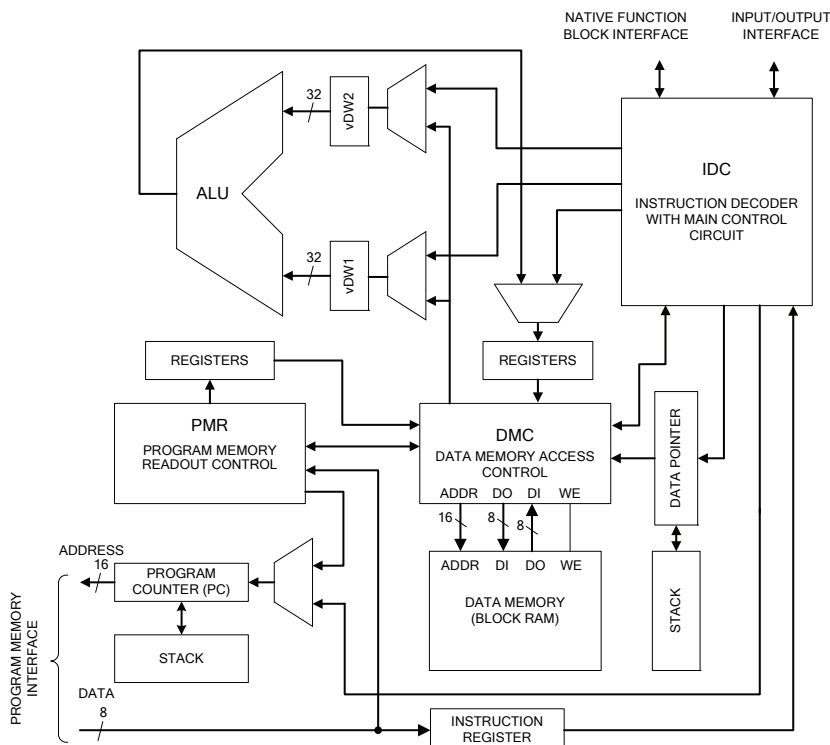 NATIVE FUNCTION
BLOCK INTERFACE
INPUT/OUTPUT
INTERFACE
32
vDW2
ALU
IDC
INSTRUCTION DECODER
WITH MAIN CONTROL
CIRCUIT
32
vDW1
REGISTERS
REGISTERS
PMR
PROGRAM MEMORY
READOUT CONTROL
DMC
DATA MEMORY ACCESS
CONTROL
ADDR DO DI WE
16 8 8
DATA POINTER
ADDRESS
16
PROGRAM
COUNTER (PC)
ADDR DI DO WE
DATA MEMORY
(BLOCK RAM)
STACK
STACK
PROGRAM MEMORY
INTERFACE
DATA
8
INSTRUCTION
REGISTER